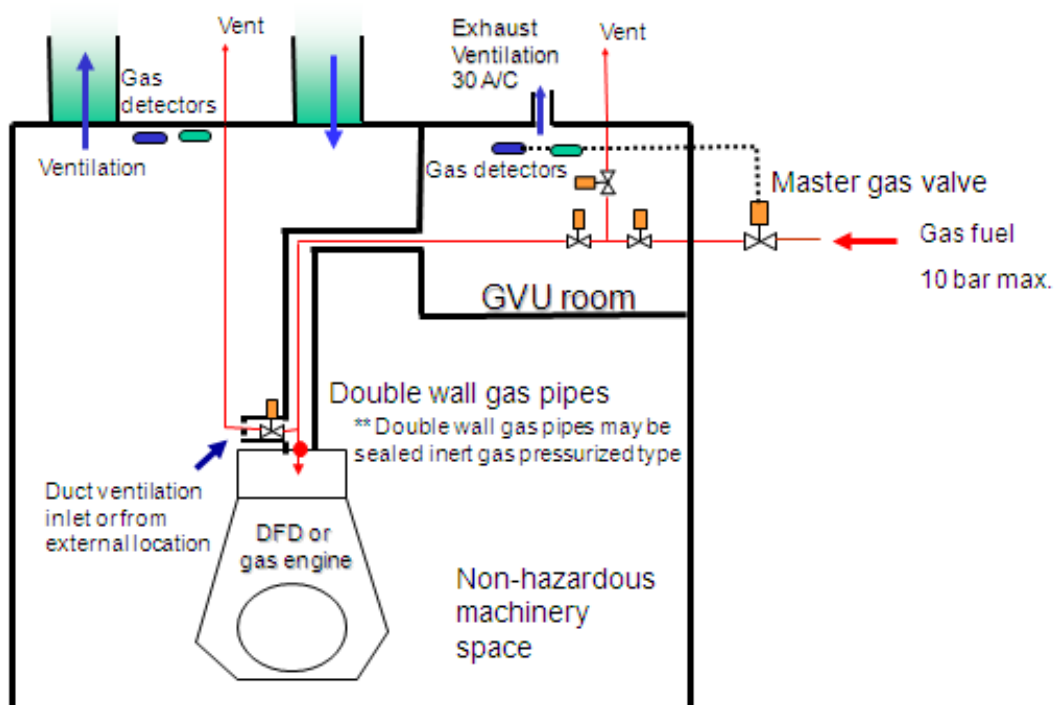 Vent
Exhaust
Ventilation
30 A/C
Vent
Gas
detectors
Ventilation
Gas detectors
Master gas valve
Gas fuel
10 bar max.
GVU room
Double wall gas pipes
** Double wall gas pipes may be
sealed inert gas pressurized type
Duct ventilation
inlet or from
external location
DFD or
gas engine
Non-hazardous
machinery
space